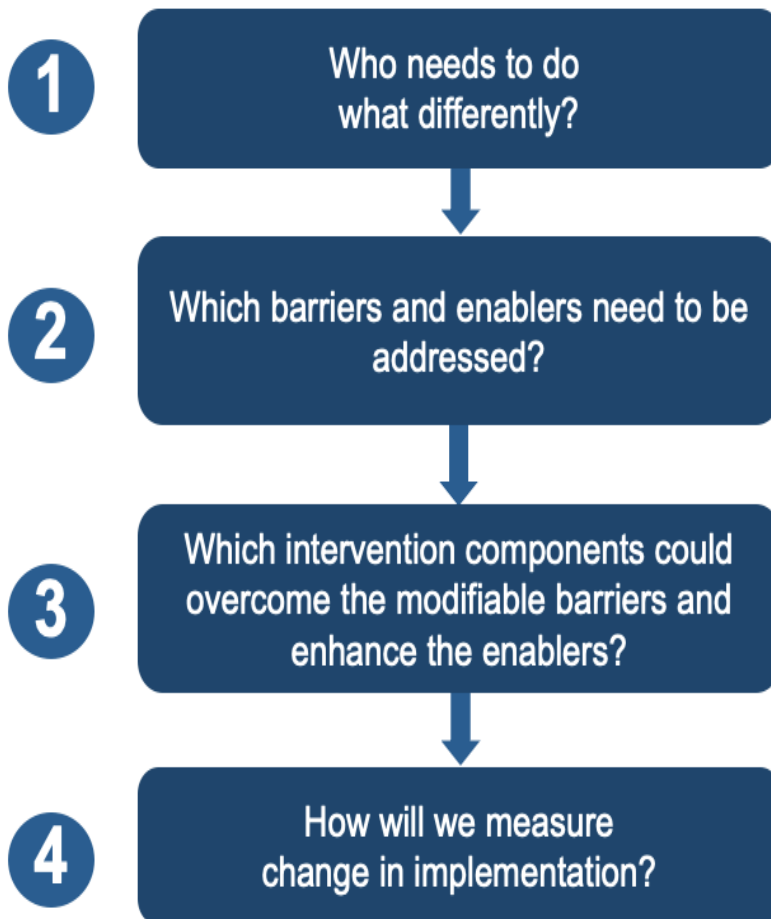 1
Who needs to do
what differently?
2
Which barriers and enablers need to be
addressed?
3
Which intervention components could
overcome the modifiable barriers and
enhance the enablers?
4
How will we measure
change in implementation?